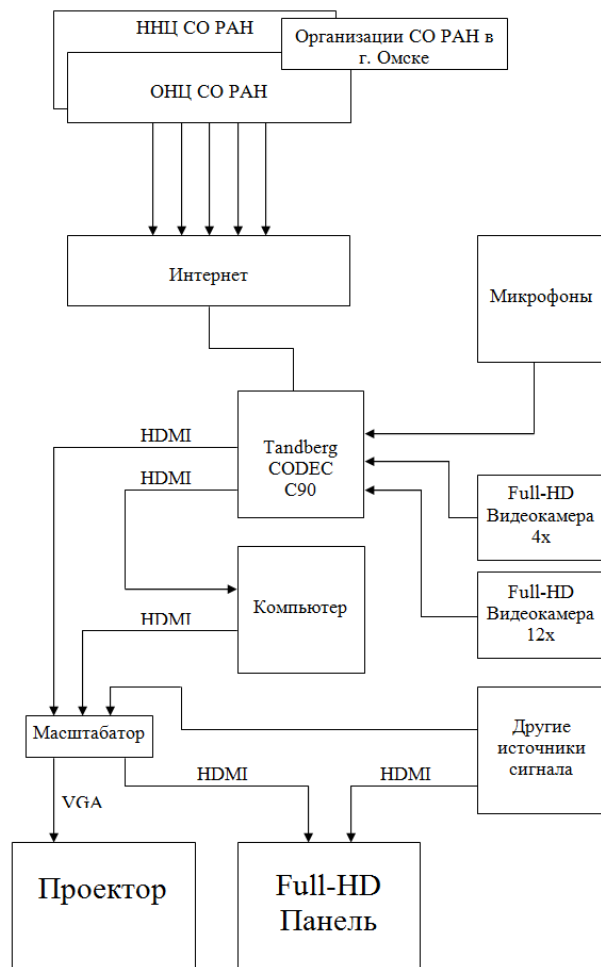 ННЦ СО РАН
Организации СО РАН в
г. Омске
ОНЦ СО РАН
Интернет
Микрофоны
HDMI
Tandberg
CODEC
C90
HDMI
Full-HD
Видеокамера
4x
Компьютер
Full-HD
Видеокамера
12x
HDMI
Масштабатор
Другие
источники
сигнала
HDMI
HDMI
VGA
Проектор
Full-HD
Панель